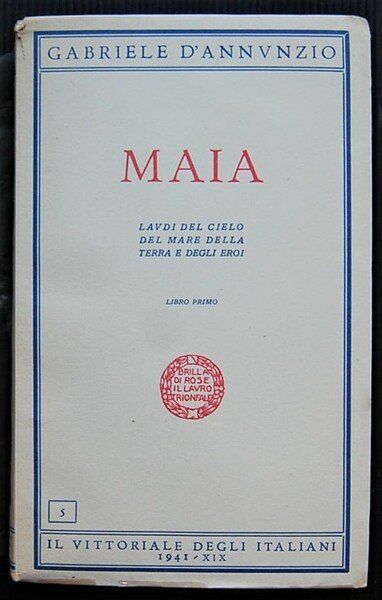 GABRIELE D'ANNVNZIO
MAIA
LAVDI DEL CIELO
DEL MARE DELLA
TERRA E DEGLI EROI
LIBRO PRIMO
BRILLA
DI ROSE
IL LAVRO
TRIONFALE
5
IL VITTORIALE DEGLI ITALIANI
1941-XIX